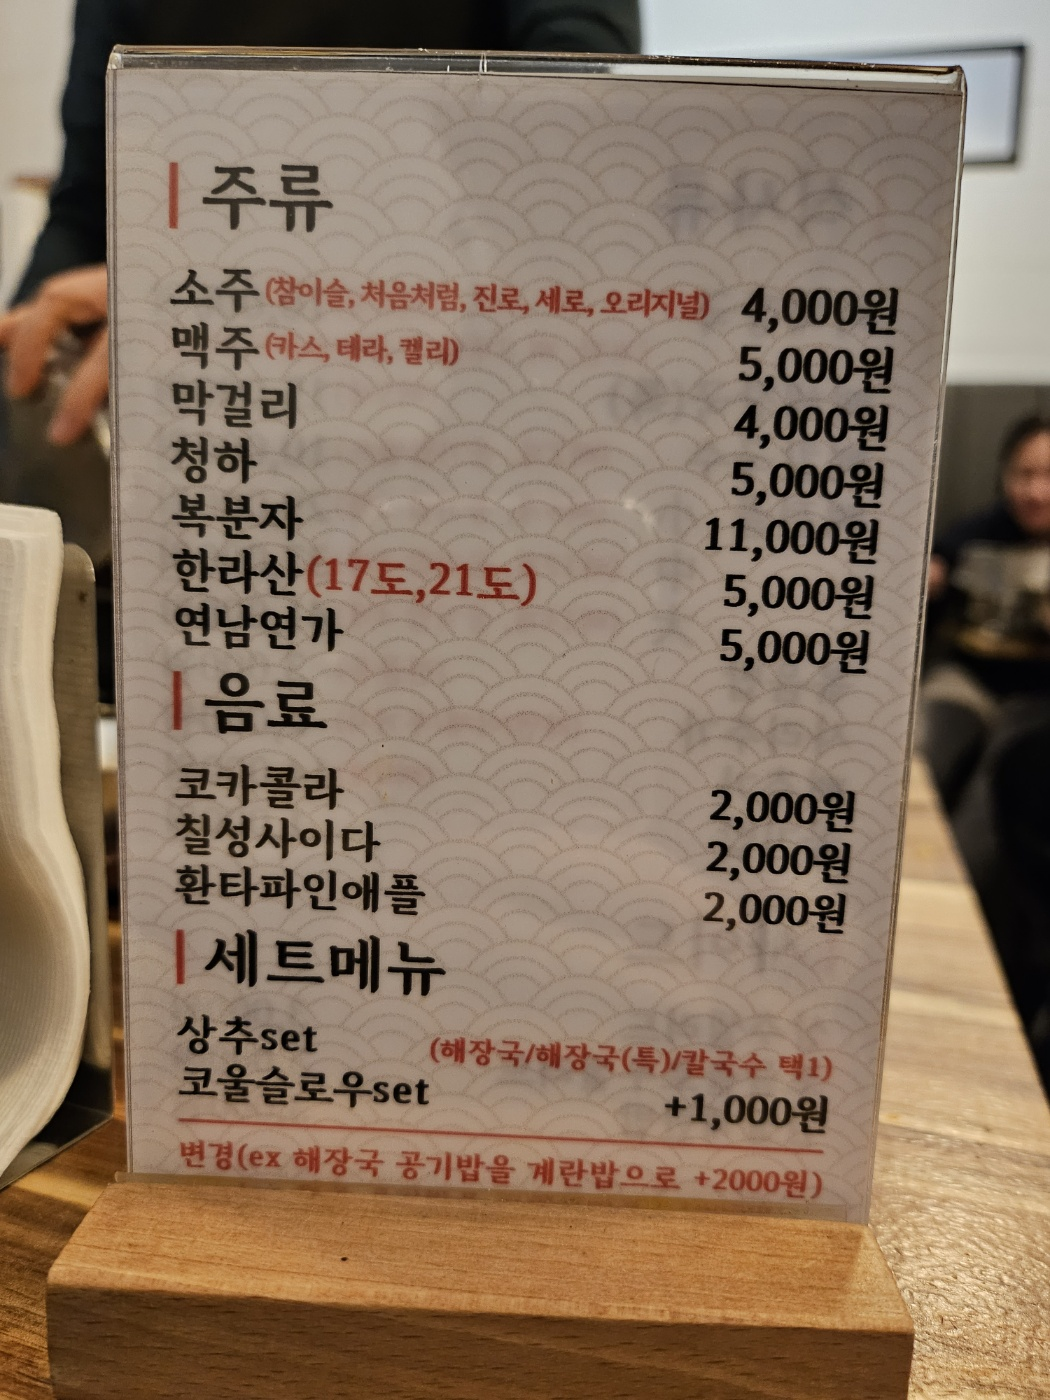 주류
소주(참이슬, 처음처럼, 진로, 세로, 오리지널) 4,000원
맥주(카스, 테라, 켈리) 5,000원
막걸리 4,000원
청하 5,000원
복분자 11,000원
한라산(17도,21도) 5,000원
연남연가 5,000원
음료
코카콜라 2,000원
칠성사이다 2,000원
환타파인애플 2,000원
세트메뉴
상추set (해장국/해장국(특)/칼국수 택1)
코울슬로우set +1,000원
변경(ex 해장국 공기밥을 계란밥으로 +2000원)